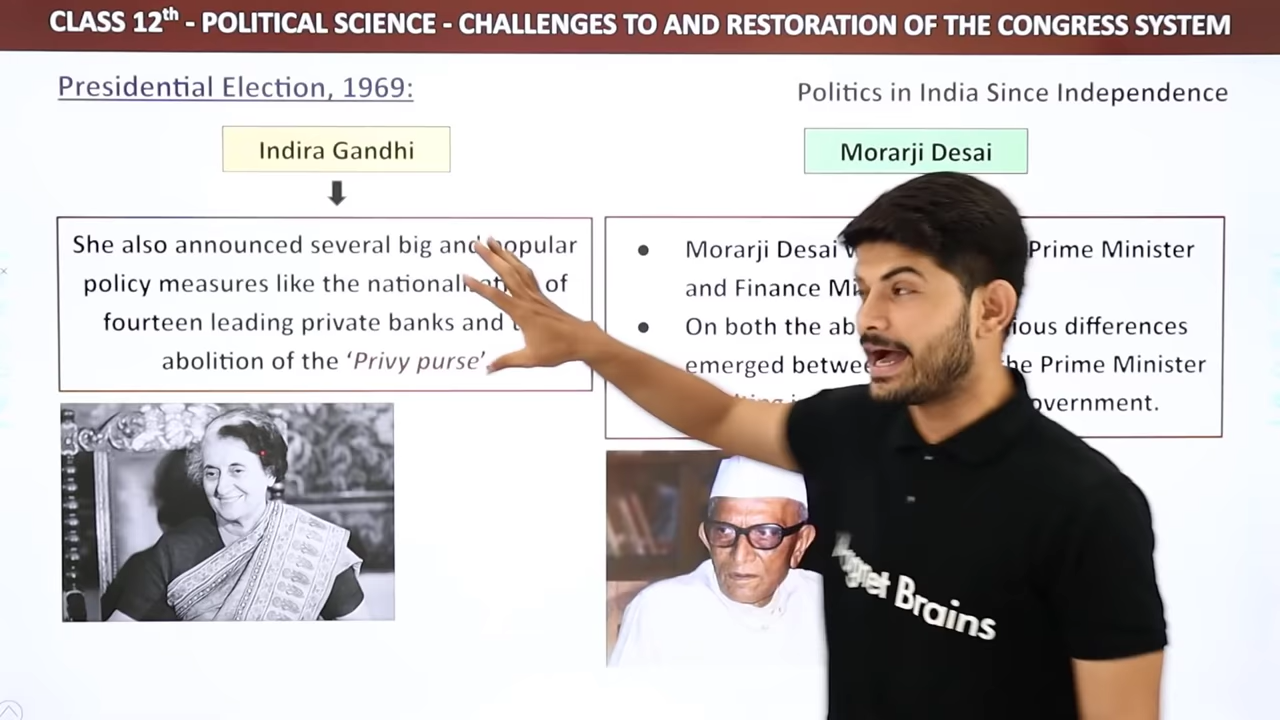 CLASS 12th - POLITICAL SCIENCE - CHALLENGES TO AND RESTORATION OF THE CONGRESS SYSTEM
Presidential Election, 1969:
Politics in India Since Independence
Indira Gandhi
She also announced several big and popular
policy measures like the nationalisation of
fourteen leading private banks and
abolition of the ‘Privy purse’
Morarji Desai
• Morarji Desai Prime Minister
and Finance
• On both the differences
emerged the Prime Minister
Brains